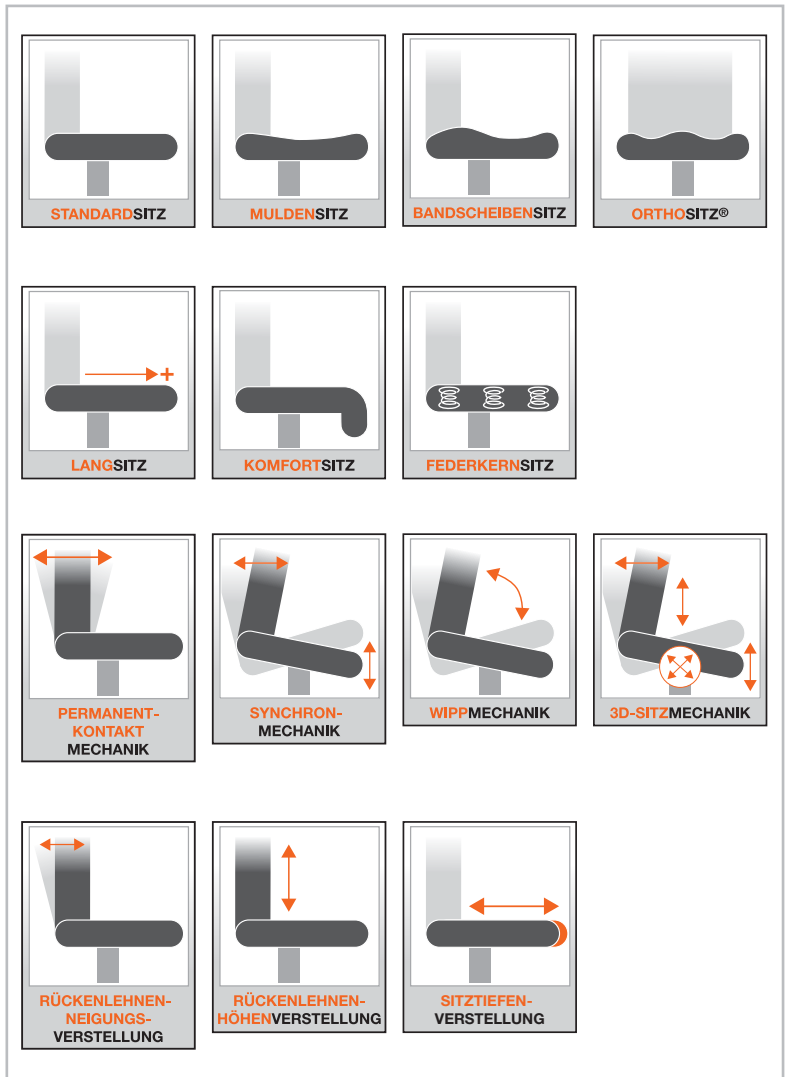 STANDARDSITZ
MULDENSITZ
BANDSCHEIBENSITZ
ORTHOSITZ®
+
LANGSITZ
KOMFORTSITZ
FEDERKERNSITZ
PERMANENT-
KONTAKT
MECHANIK
SYNCHRON-
MECHANIK
WIPPMECHANIK
3D-SITZMECHANIK
RÜCKENLEHNEN-
NEIGUNGS-
VERSTELLUNG
RÜCKENLEHNEN-
HÖHENVERSTELLUNG
SITZTIEFEN-
VERSTELLUNG